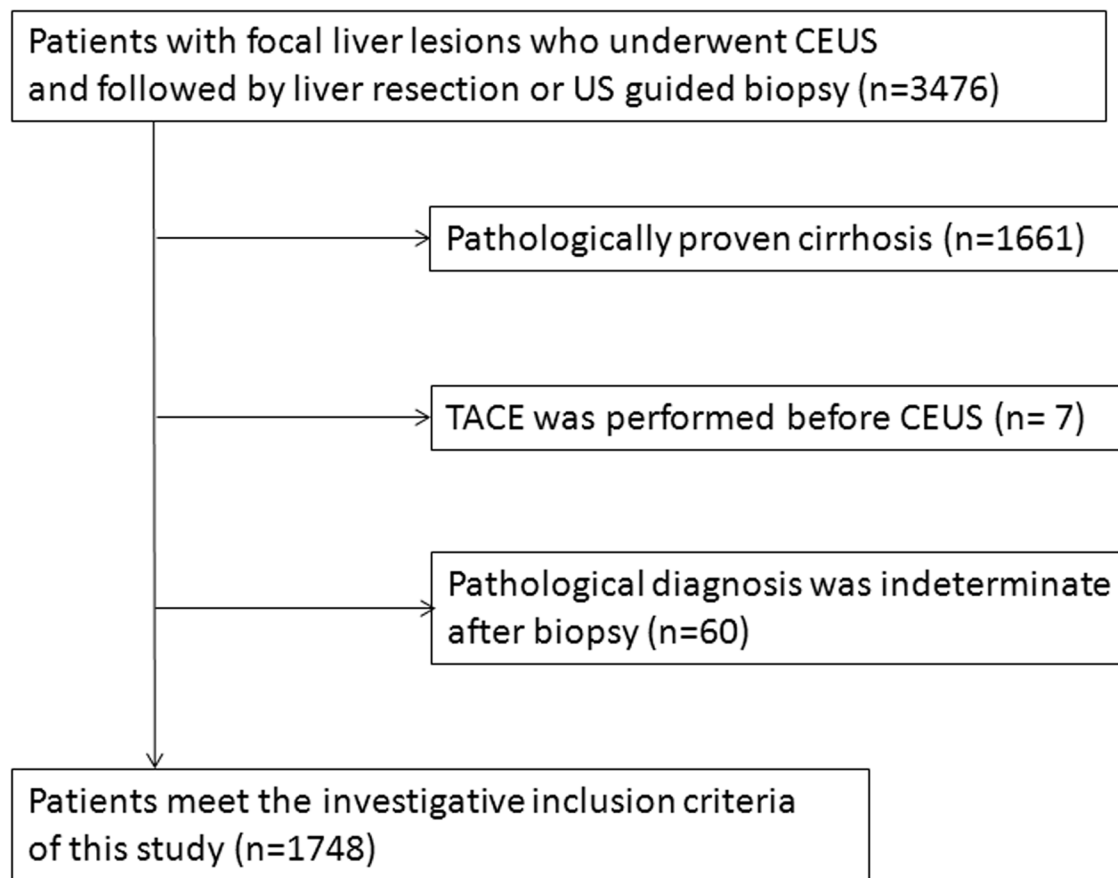 Patients with focal liver lesions who underwent CEUS
and followed by liver resection or US guided biopsy (n=3476)
Pathologically proven cirrhosis (n=1661)
TACE was performed before CEUS (n= 7)
Pathological diagnosis was indeterminate
after biopsy (n=60)
Patients meet the investigative inclusion criteria
of this study (n=1748)